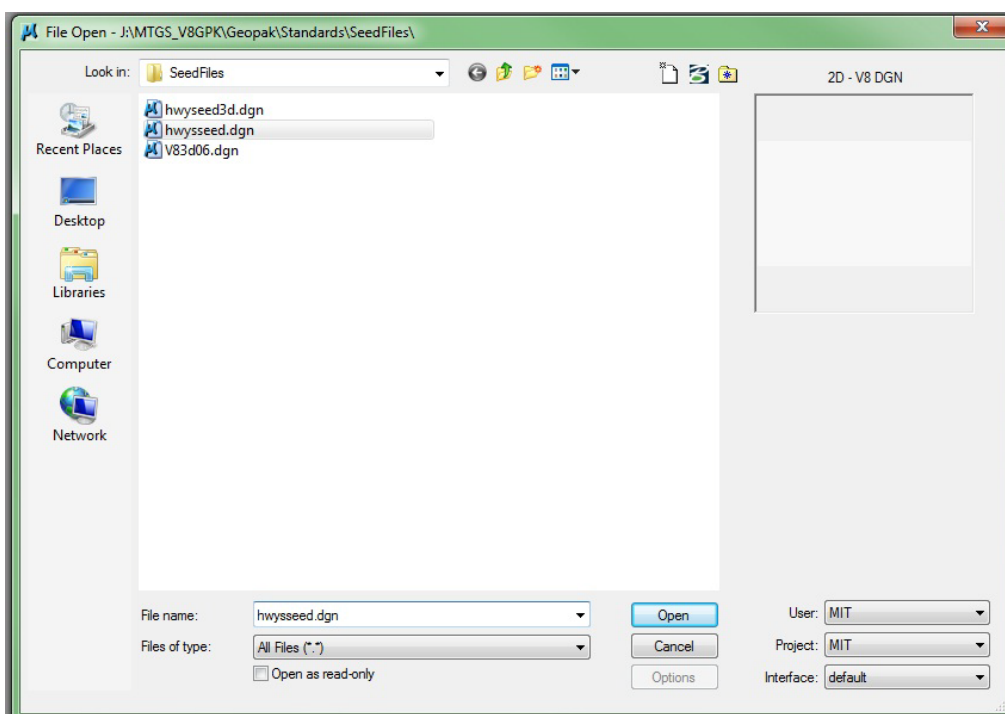 File Open - J:\MTGS_V8GPK\Geopak\Standards\SeedFiles\
Look in: SeedFiles
2D - V8 DGN
hwyseed3d.dgn
hwysseed.dgn
V83d06.dgn
Recent Places
Desktop
Libraries
Computer
Network
File name: hwysseed.dgn Open User: MIT
Files of type: All Files (*.*) Cancel Project: MIT
Open as read-only Options Interface: default